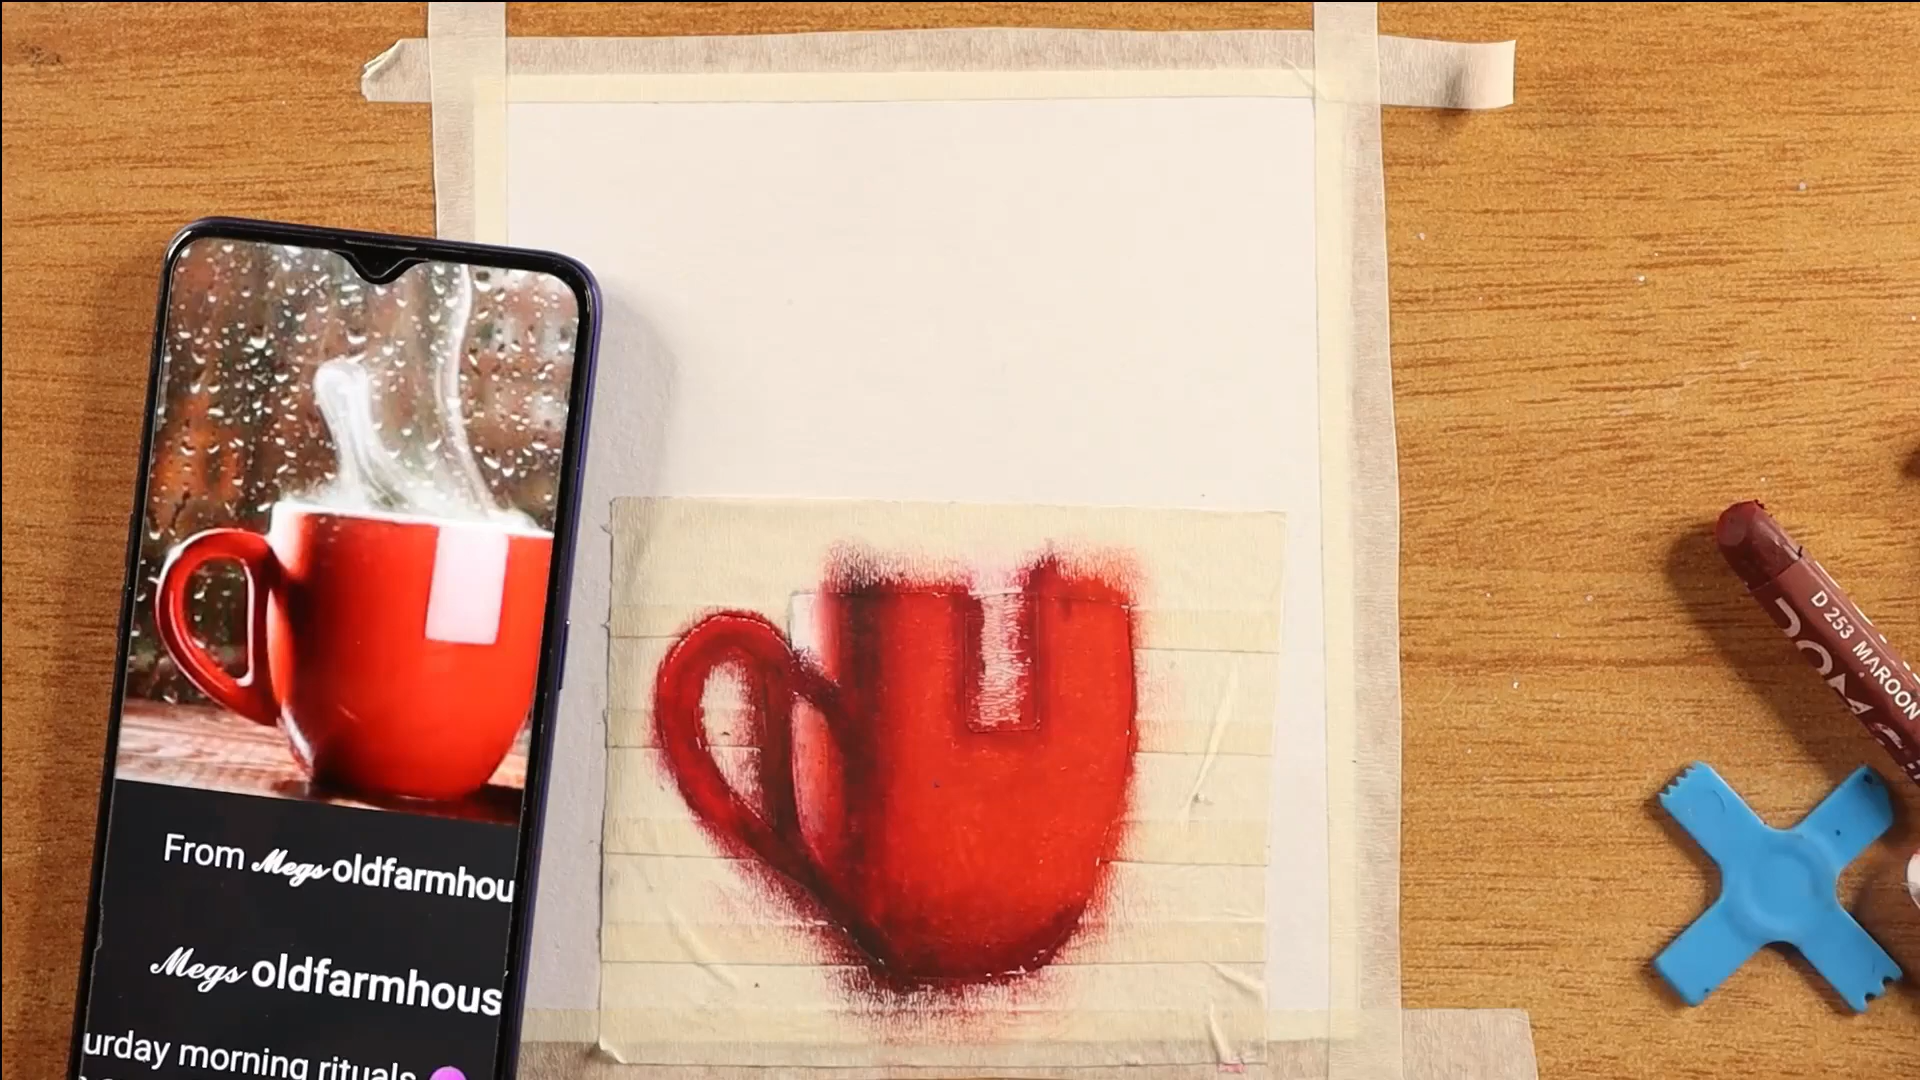 From Megs oldfarmhou
Megs oldfarmhous
urday morning rituals
D 253 MAROON